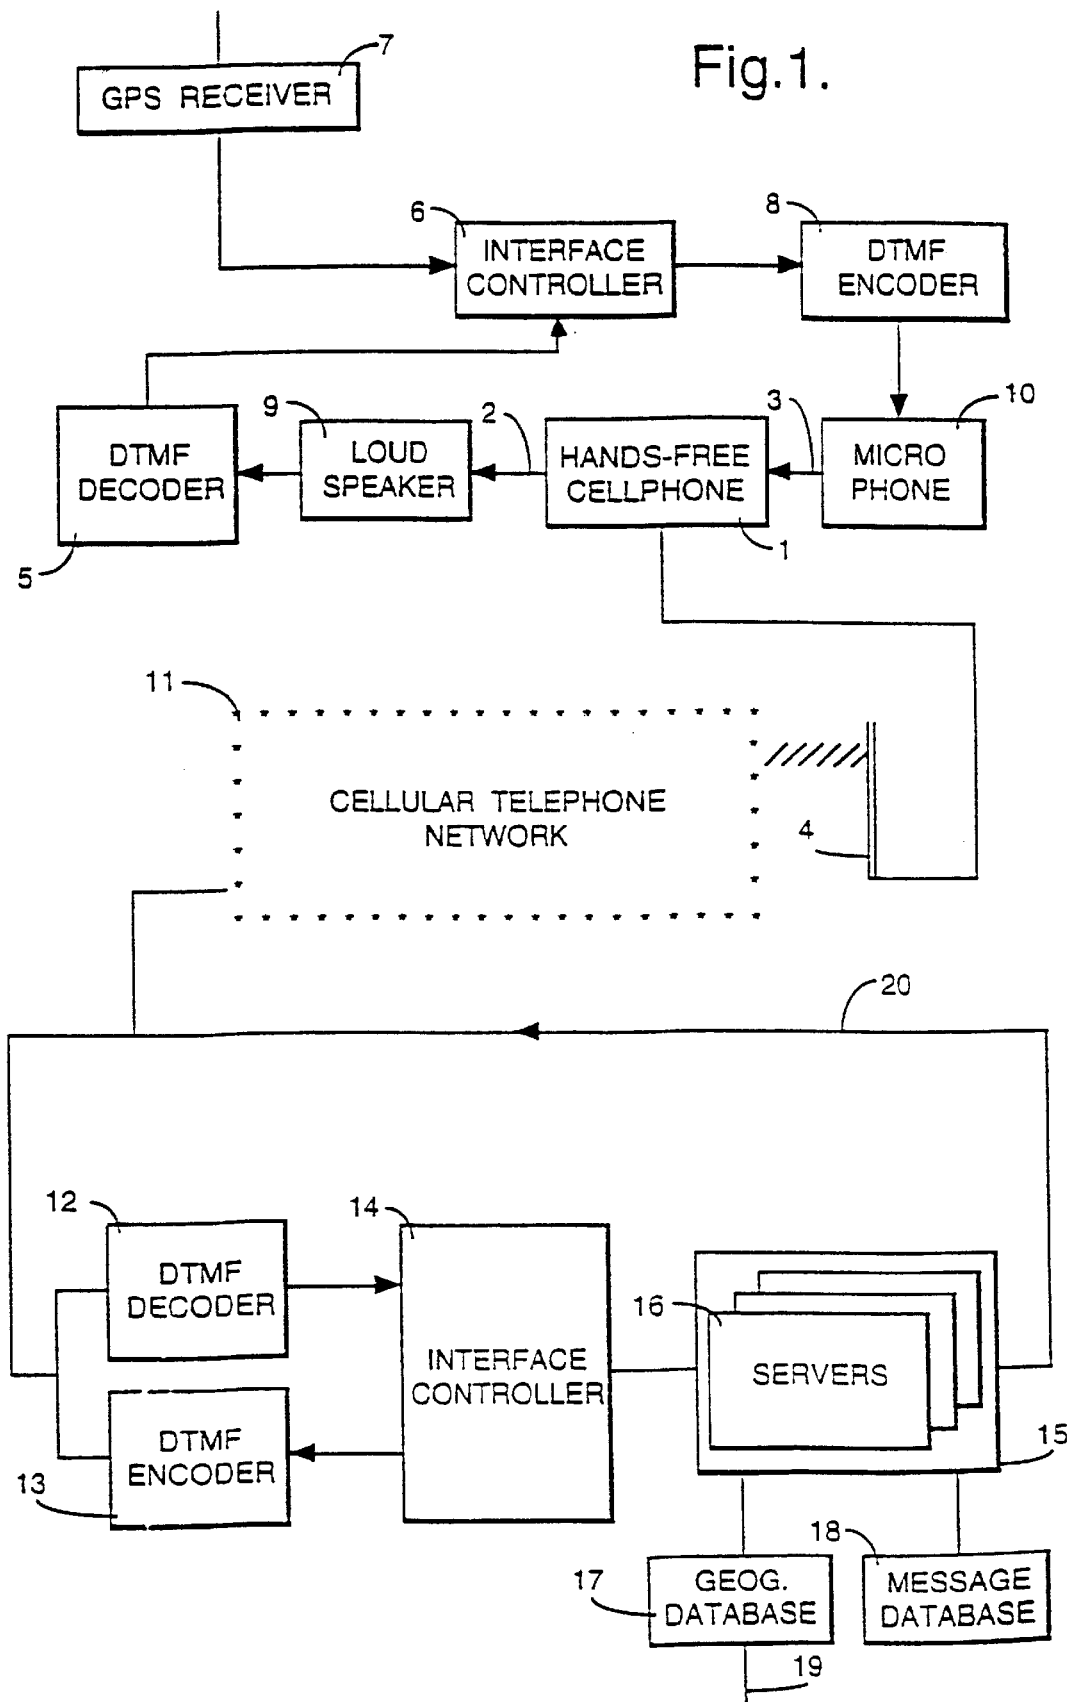 Fig.1.
7
GPS RECEIVER
6
INTERFACE
CONTROLLER
8
DTMF
ENCODER
5
DTMF
DECODER
9
LOUD
SPEAKER
2
HANDS-FREE
CELLPHONE
1
3
10
MICRO
PHONE
11
CELLULAR TELEPHONE
NETWORK
4
20
12
DTMF
DECODER
13
DTMF
ENCODER
14
INTERFACE
CONTROLLER
16
SERVERS
15
17
GEOG.
DATABASE
18
MESSAGE
DATABASE
19